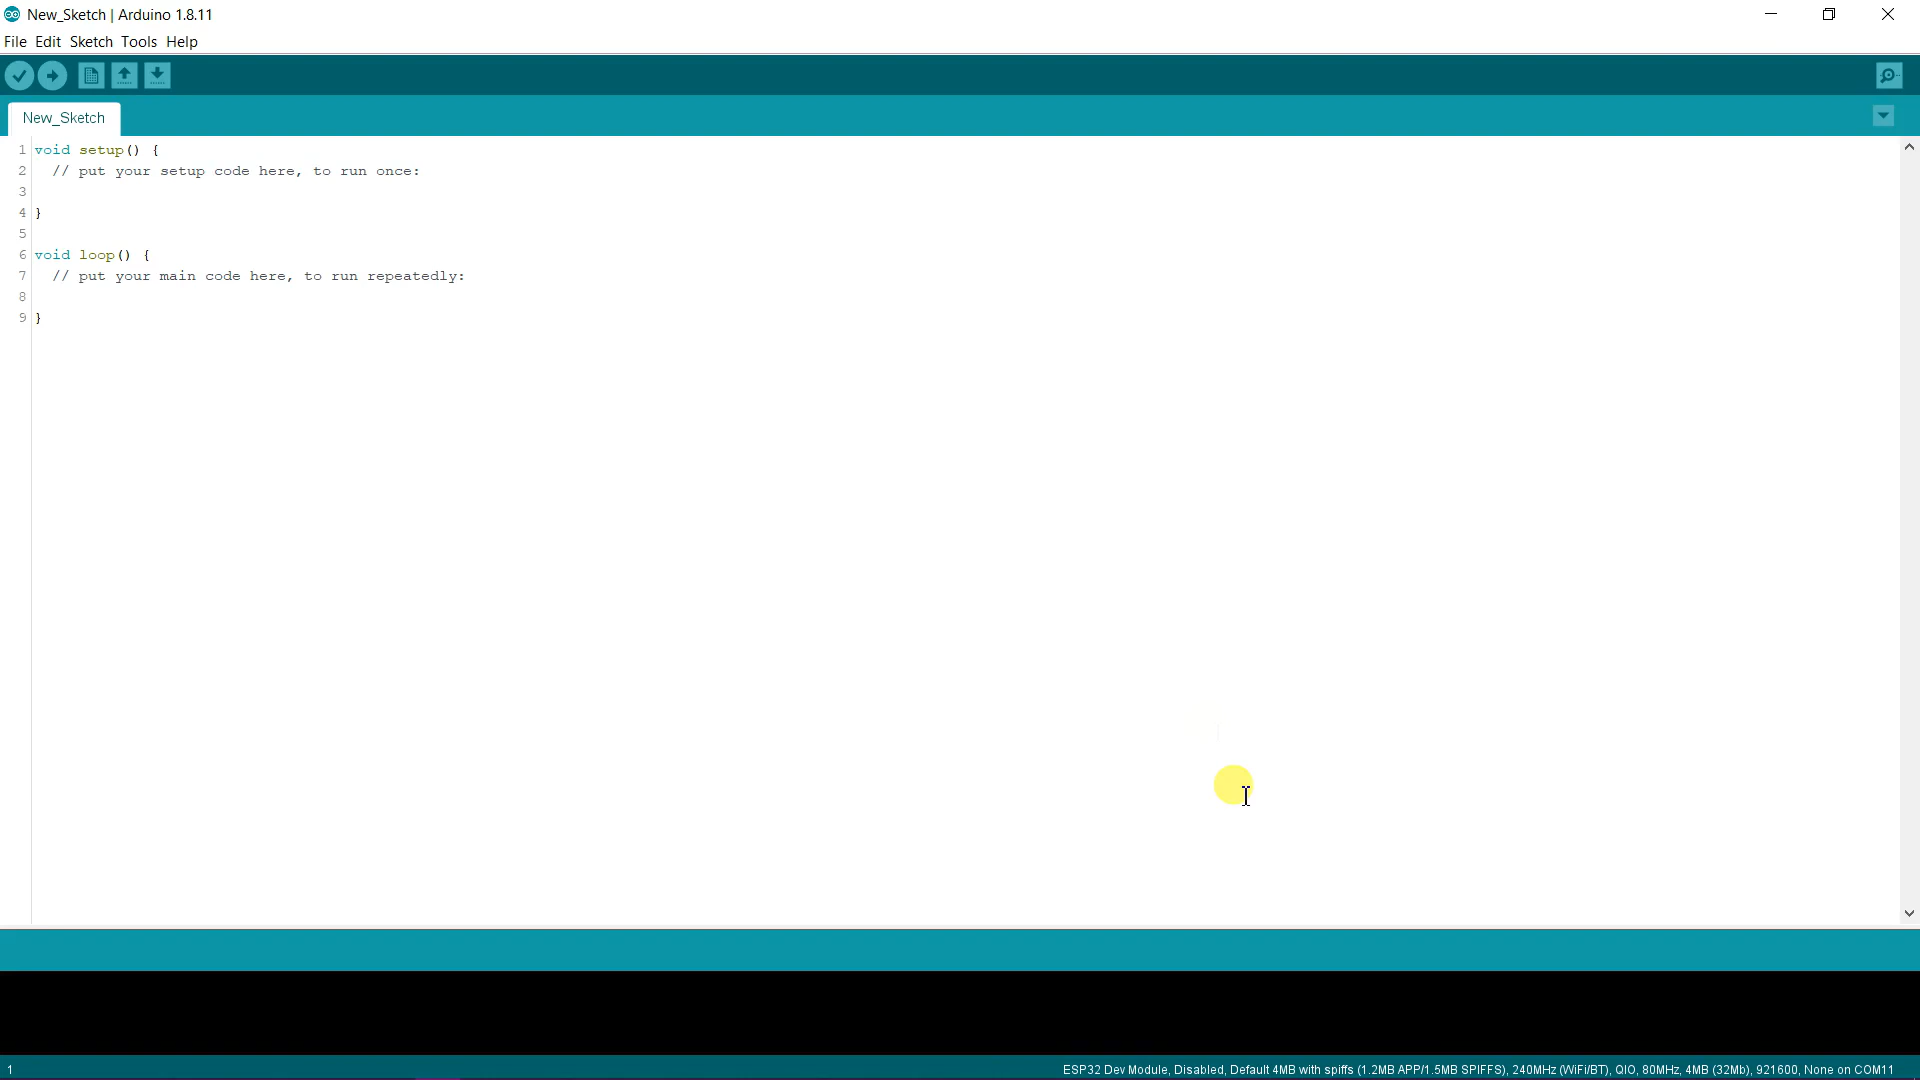 New_Sketch | Arduino 1.8.11
File Edit Sketch Tools Help
New_Sketch
1 void setup() {
2 // put your setup code here, to run once:
3
4 }
5
6 void loop() {
7 // put your main code here, to run repeatedly:
8
9 }
1 ESP32 Dev Module, Disabled, Default 4MB with spiffs (1.2MB APP/1.5MB SPIFFS), 240MHz (WiFi/BT), QIO, 80MHz, 4MB (32Mb), 921600, None on COM11